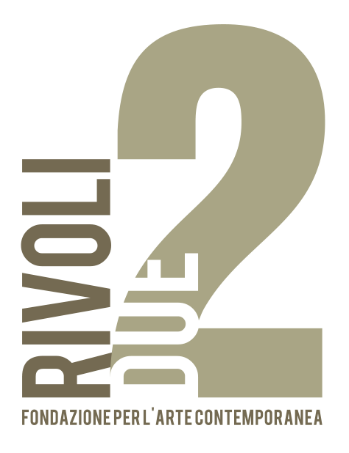 RIVOLI
DUE
2
FONDAZIONE PER L'ARTE CONTEMPORANEA